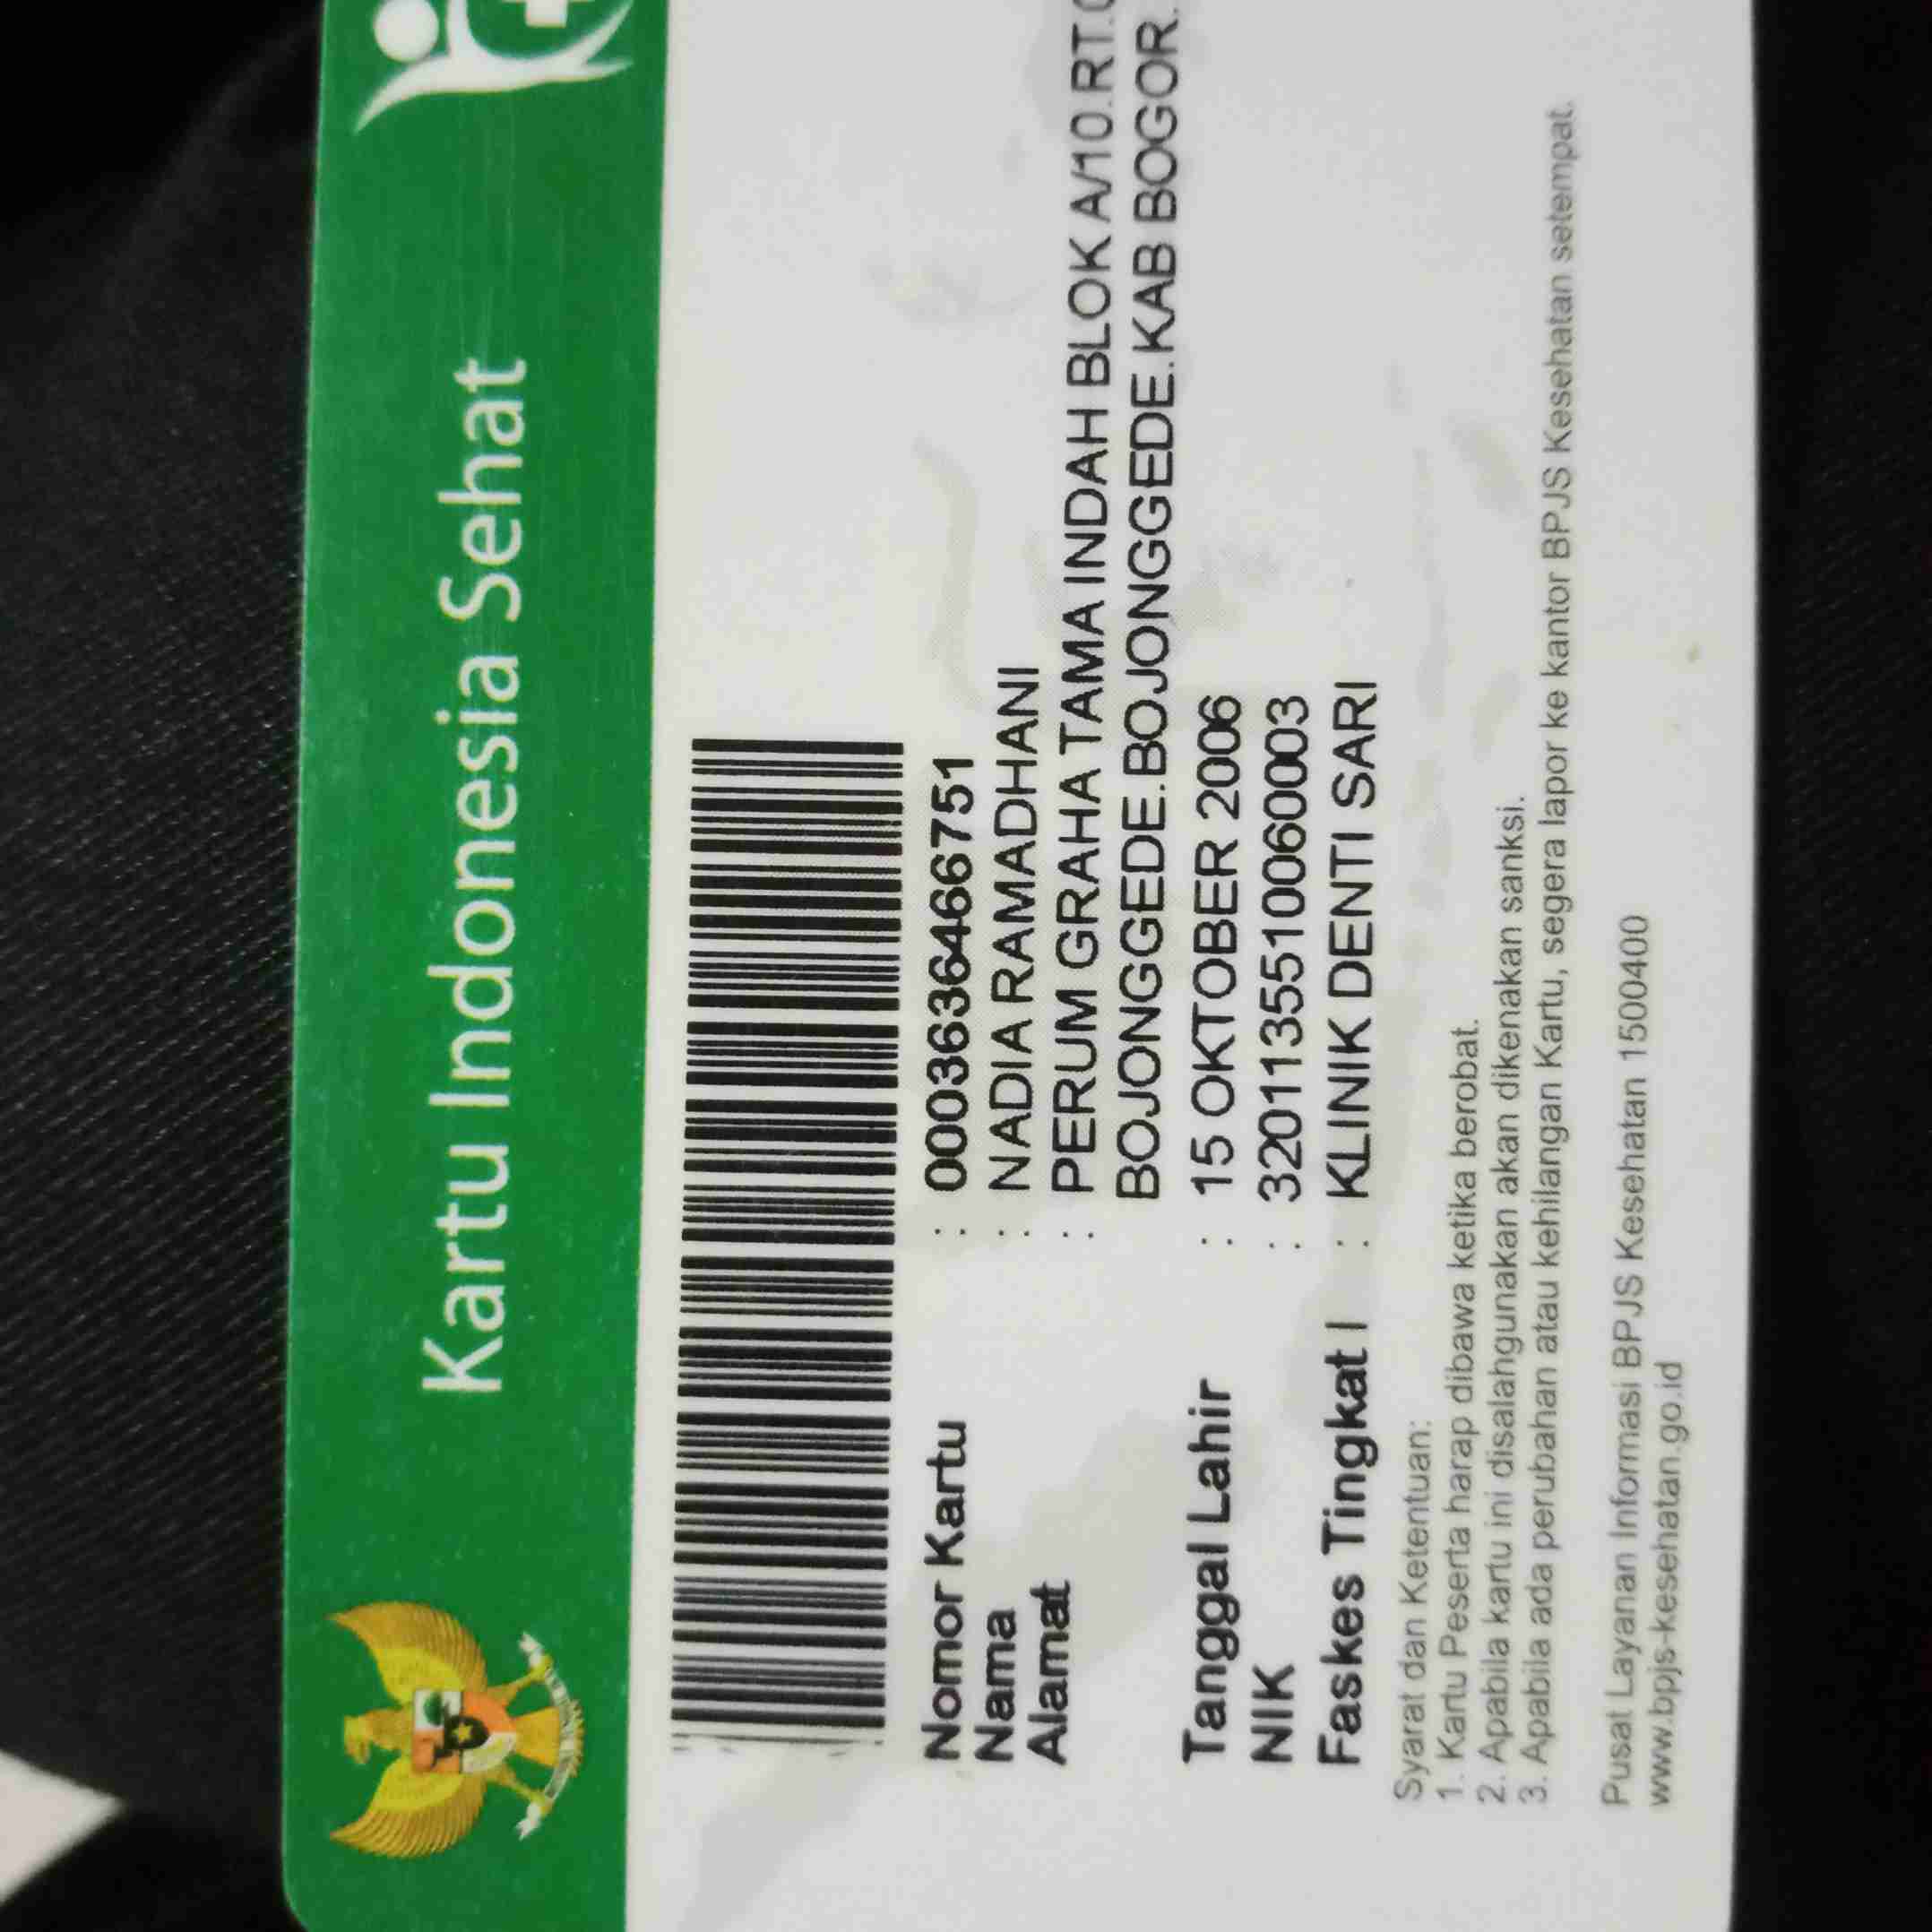 Kartu Indonesia Sehat
Nomor Kartu : 0003636466751
Nama : NADIA RAMADHANI
Alamat : PERUM GRAHA TAMA INDAH BLOK A/10.RT.
BOJONGGEDE.BOJONGGEDE.KAB BOGOR.
Tanggal Lahir : 15 OKTOBER 2006
NIK : 3201135510060003
Faskes Tingkat I : KLINIK DENTI SARI
Syarat dan Ketentuan:
1. Kartu Peserta harap dibawa ketika berobat.
2. Apabila kartu ini disalahgunakan akan dikenakan sanksi.
3. Apabila ada perubahan atau kehilangan Kartu, segera lapor ke kantor BPJS Kesehatan setempat.
Pusat Layanan Informasi BPJS Kesehatan 1500400
www.bpjs-kesehatan.go.id